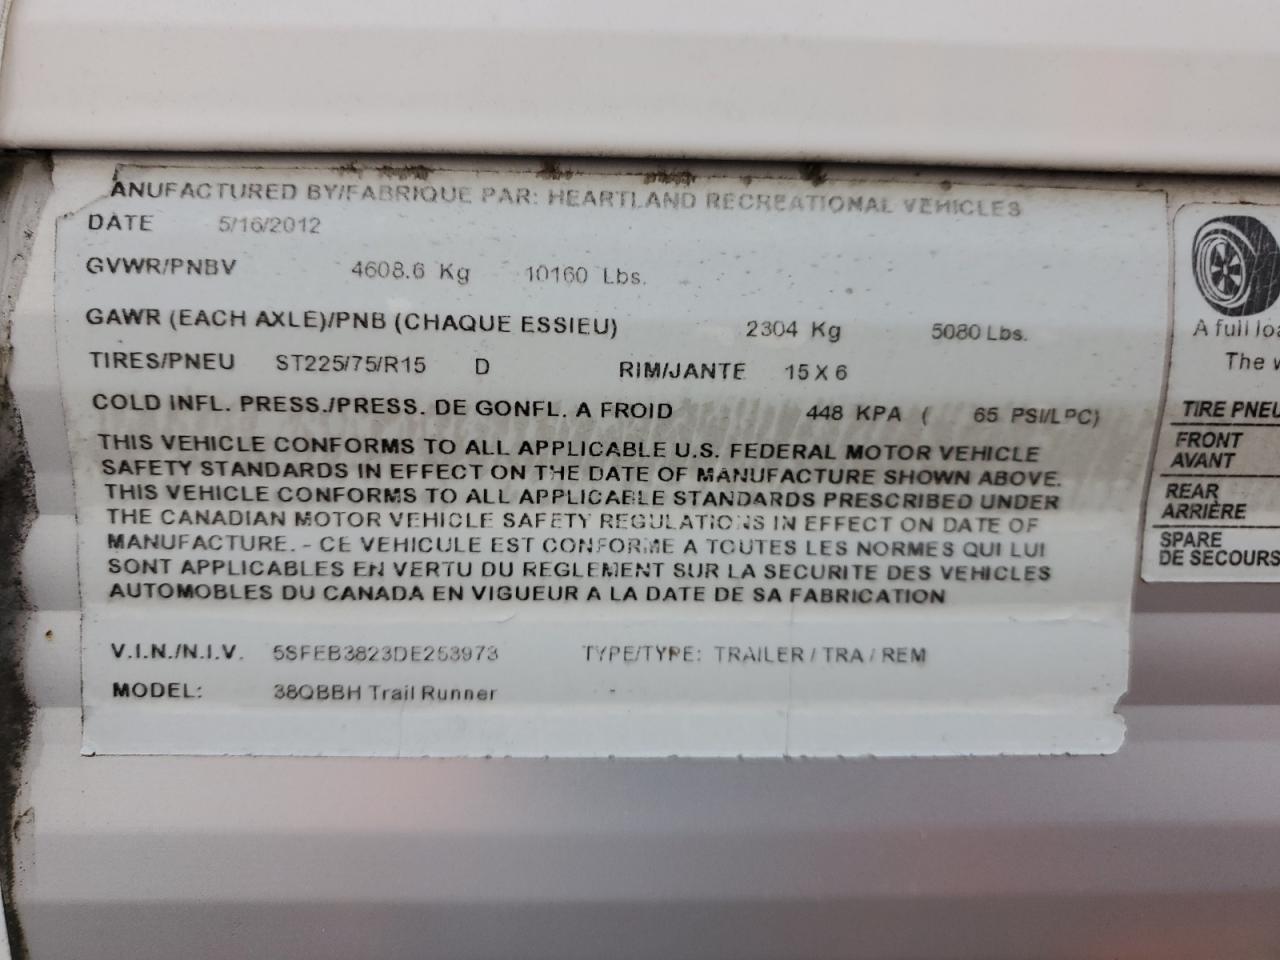 ANUFACTURED BY/FABRIQUE PAR: HEARTLAND RECREATIONAL VEHICLES
DATE 5/16/2012
GVWR/PNBV 4608.6 Kg 10160 Lbs.
GAWR (EACH AXLE)/PNB (CHAQUE ESSIEU) 2304 Kg 5080 Lbs.
TIRES/PNEU ST225/75/R15 D RIM/JANTE 15 X 6
COLD INFL. PRESS./PRESS. DE GONFL. A FROID 448 KPA ( 65 PSI/LPC)
THIS VEHICLE CONFORMS TO ALL APPLICABLE U.S. FEDERAL MOTOR VEHICLE
SAFETY STANDARDS IN EFFECT ON THE DATE OF MANUFACTURE SHOWN ABOVE.
THIS VEHICLE CONFORMS TO ALL APPLICABLE STANDARDS PRESCRIBED UNDER
THE CANADIAN MOTOR VEHICLE SAFETY REGULATIONS IN EFFECT ON DATE OF
MANUFACTURE. - CE VEHICULE EST CONFORME A TOUTES LES NORMES QUI LUI
SONT APPLICABLES EN VERTU DU REGLEMENT SUR LA SECURITE DES VEHICLES
AUTOMOBLES DU CANADA EN VIGUEUR A LA DATE DE SA FABRICATION
V.I.N./N.I.V. 5SFEB3823DE253973 TYPE/TYPE: TRAILER / TRA / REM
MODEL: 38QBBH Trail Runner
A full loa
The w
TIRE PNEU
FRONT
AVANT
REAR
ARRIÈRE
SPARE
DE SECOURS